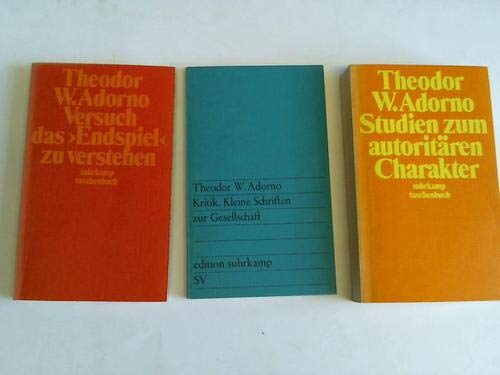 Theodor
W. Adorno
Versuch
das ›Endspiel‹
zu verstehen
suhrkamp
taschenbuch
Theodor W. Adorno
Kritik. Kleine Schriften
zur Gesellschaft
edition suhrkamp
SV
Theodor
W. Adorno
Studien zum
autoritären
Charakter
suhrkamp
taschenbuch